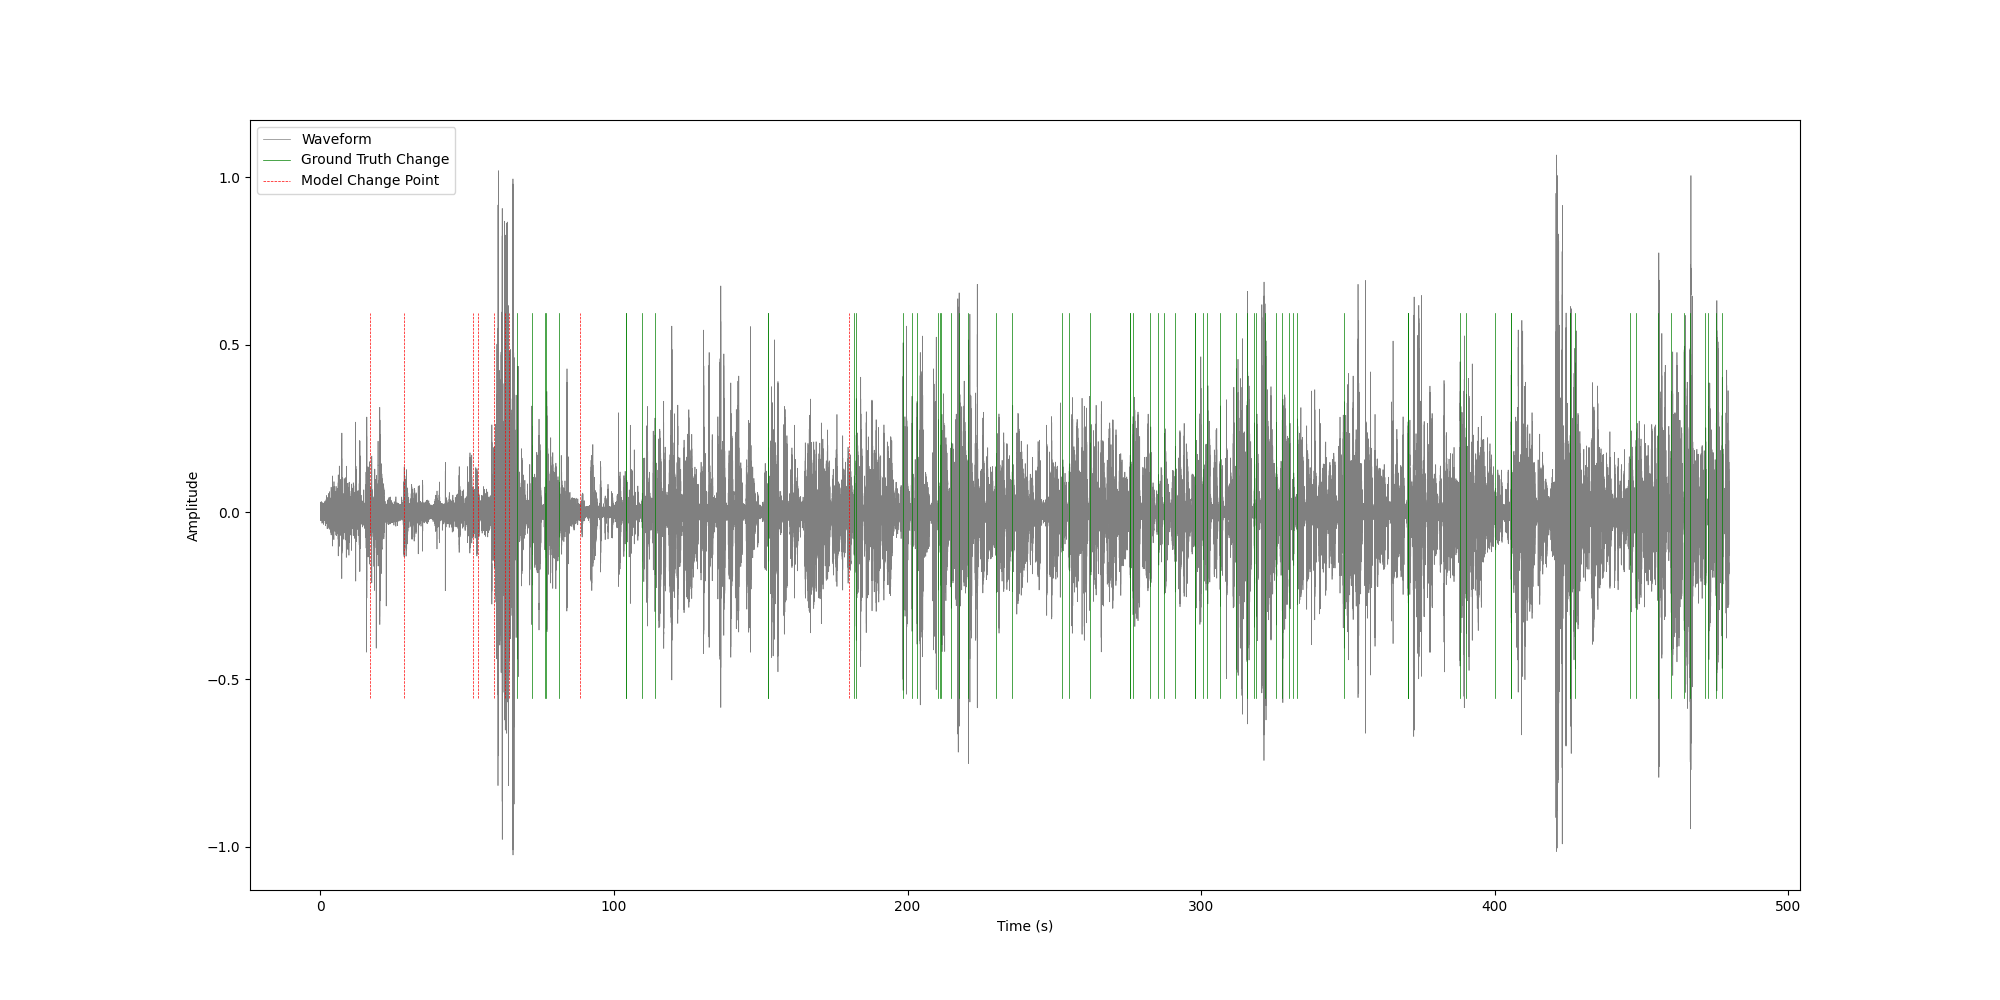 Waveform
Ground Truth Change
Model Change Point
1.0
0.5
0.0
−0.5
−1.0
Amplitude
0 100 200 300 400 500
Time (s)